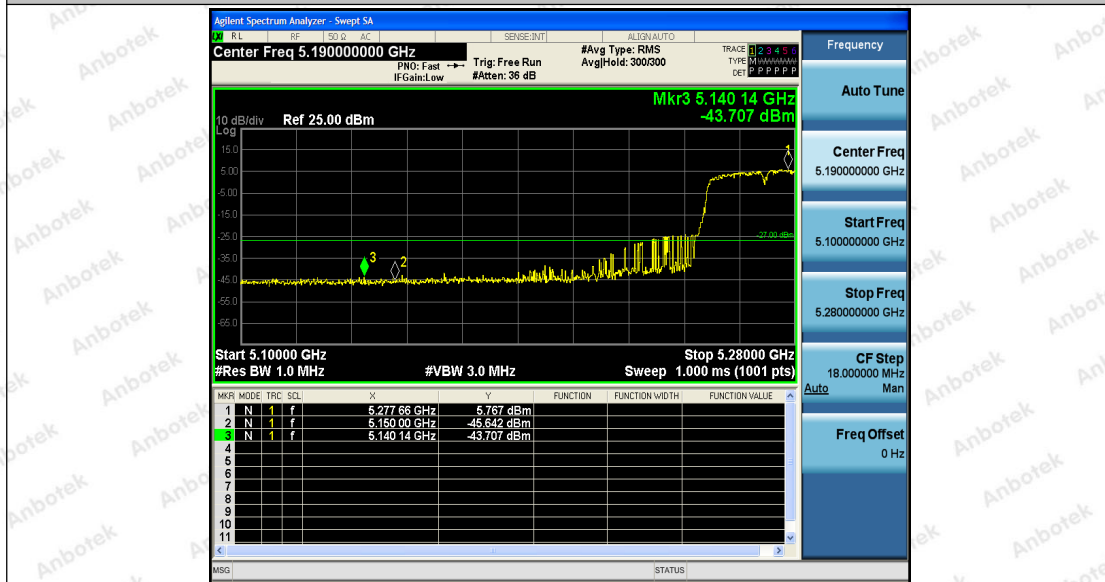 Agilent Spectrum Analyzer - Swept SA
LXI RL RF 50 Ω AC SENSE:INT ALIGNAUTO
Center Freq 5.190000000 GHz
PNO: Fast
IFGain:Low
Trig: Free Run
#Atten: 36 dB
#Avg Type: RMS
Avg|Hold: 300/300
TRACE 1 2 3 4 5 6
TYPE M W W W W W
DET P P P P P P
Mkr3 5.140 14 GHz
-43.707 dBm
10 dB/div Ref 25.00 dBm
Log
15.0
5.00
-5.00
-15.0
-25.0
-35.0
-45.0
-55.0
-65.0
1
2
3
-27.00 dBm
Start 5.10000 GHz Stop 5.28000 GHz
#Res BW 1.0 MHz #VBW 3.0 MHz Sweep 1.000 ms (1001 pts)
MKR MODE TRC SCL X Y FUNCTION FUNCTION WIDTH FUNCTION VALUE
1 N 1 f 5.277 66 GHz 5.767 dBm
2 N 1 f 5.150 00 GHz -45.642 dBm
3 N 1 f 5.140 14 GHz -43.707 dBm
4
5
6
7
8
9
10
11
MSG STATUS
Frequency
Auto Tune
Center Freq
5.190000000 GHz
Start Freq
5.100000000 GHz
Stop Freq
5.280000000 GHz
CF Step
18.000000 MHz
Auto Man
Freq Offset
0 Hz
Anbotek